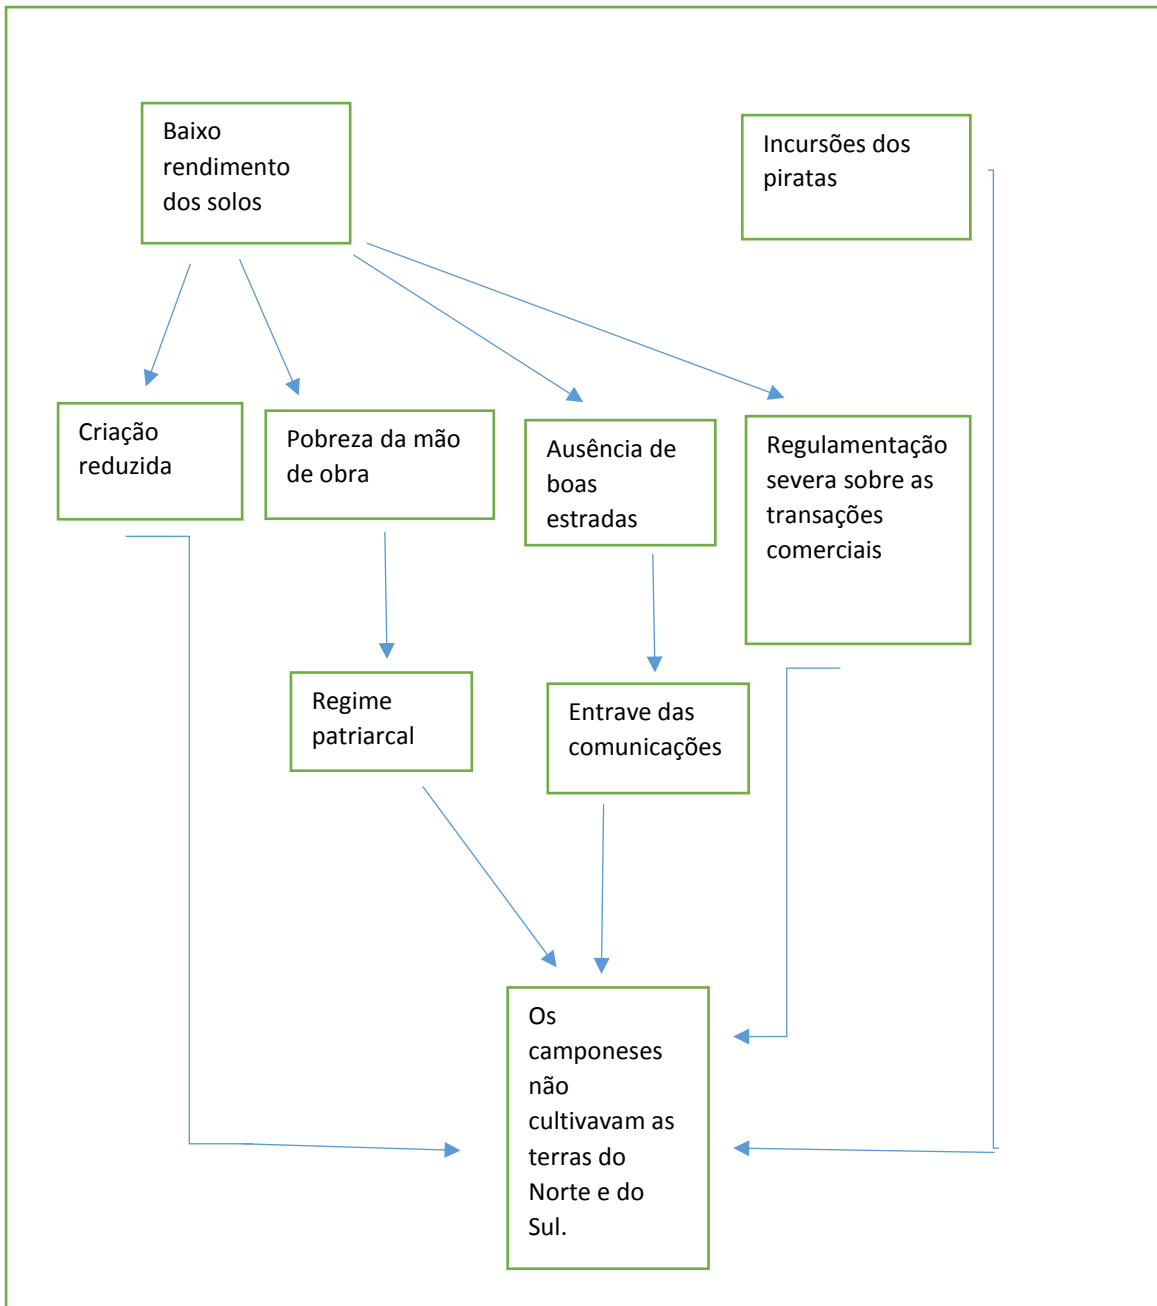 Baixo
rendimento
dos solos
Incursões dos
piratas
Criação
reduzida
Pobreza da mão
de obra
Ausência de
boas
estradas
Regulamentação
severa sobre as
transações
comerciais
Regime
patriarcal
Entrave das
comunicações
Os
camponeses
não
cultivavam as
terras do
Norte e do
Sul.